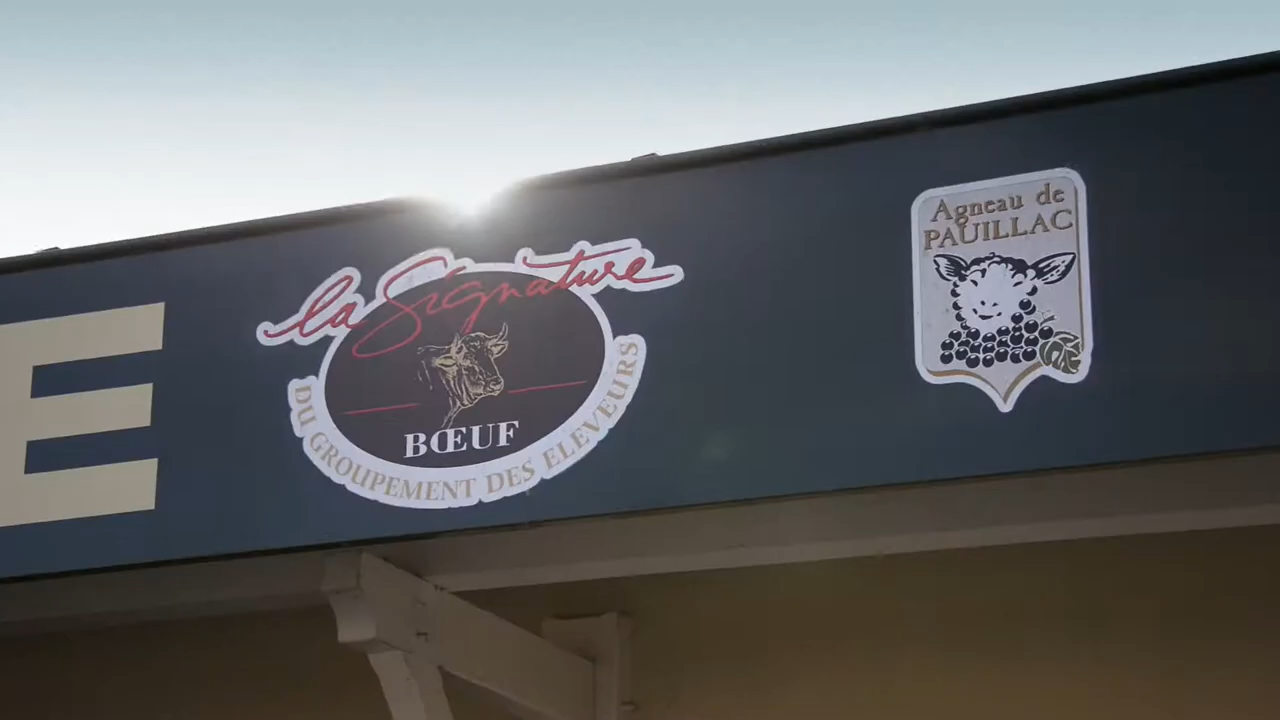 E
la Signature
BŒUF
DU GROUPEMENT DES ELEVEURS
Agneau de
PAUILLAC